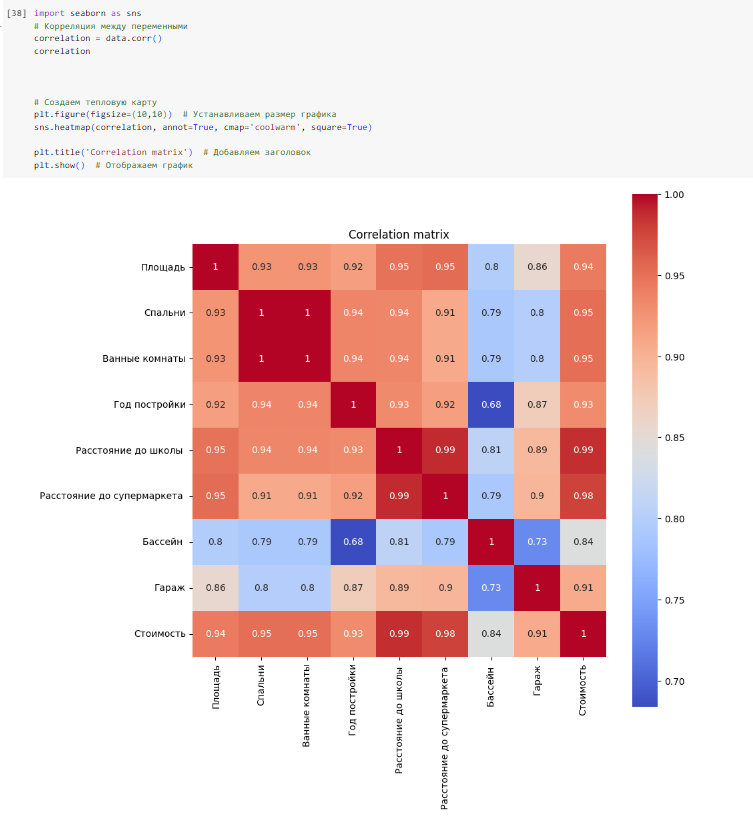 [38] import seaborn as sns
# Корреляция между переменными
correlation = data.corr()
correlation
# Создаем тепловую карту
plt.figure(figsize=(10,10))  # Устанавливаем размер графика
sns.heatmap(correlation, annot=True, cmap='coolwarm', square=True)
plt.title('Correlation matrix')  # Добавляем заголовок
plt.show()  # Отображаем график
Correlation matrix
Площадь 1 0.93 0.93 0.92 0.95 0.95 0.8 0.86 0.94
Спальни 0.93 1 1 0.94 0.94 0.91 0.79 0.8 0.95
Ванные комнаты 0.93 1 1 0.94 0.94 0.91 0.79 0.8 0.95
Год постройки 0.92 0.94 0.94 1 0.93 0.92 0.68 0.87 0.93
Расстояние до школы 0.95 0.94 0.94 0.93 1 0.99 0.81 0.89 0.99
Расстояние до супермаркета 0.95 0.91 0.91 0.92 0.99 1 0.79 0.9 0.98
Бассейн 0.8 0.79 0.79 0.68 0.81 0.79 1 0.73 0.84
Гараж 0.86 0.8 0.8 0.87 0.89 0.9 0.73 1 0.91
Стоимость 0.94 0.95 0.95 0.93 0.99 0.98 0.84 0.91 1
Площадь
Спальни
Ванные комнаты
Год постройки
Расстояние до школы
Расстояние до супермаркета
Бассейн
Гараж
Стоимость
1.00
0.95
0.90
0.85
0.80
0.75
0.70